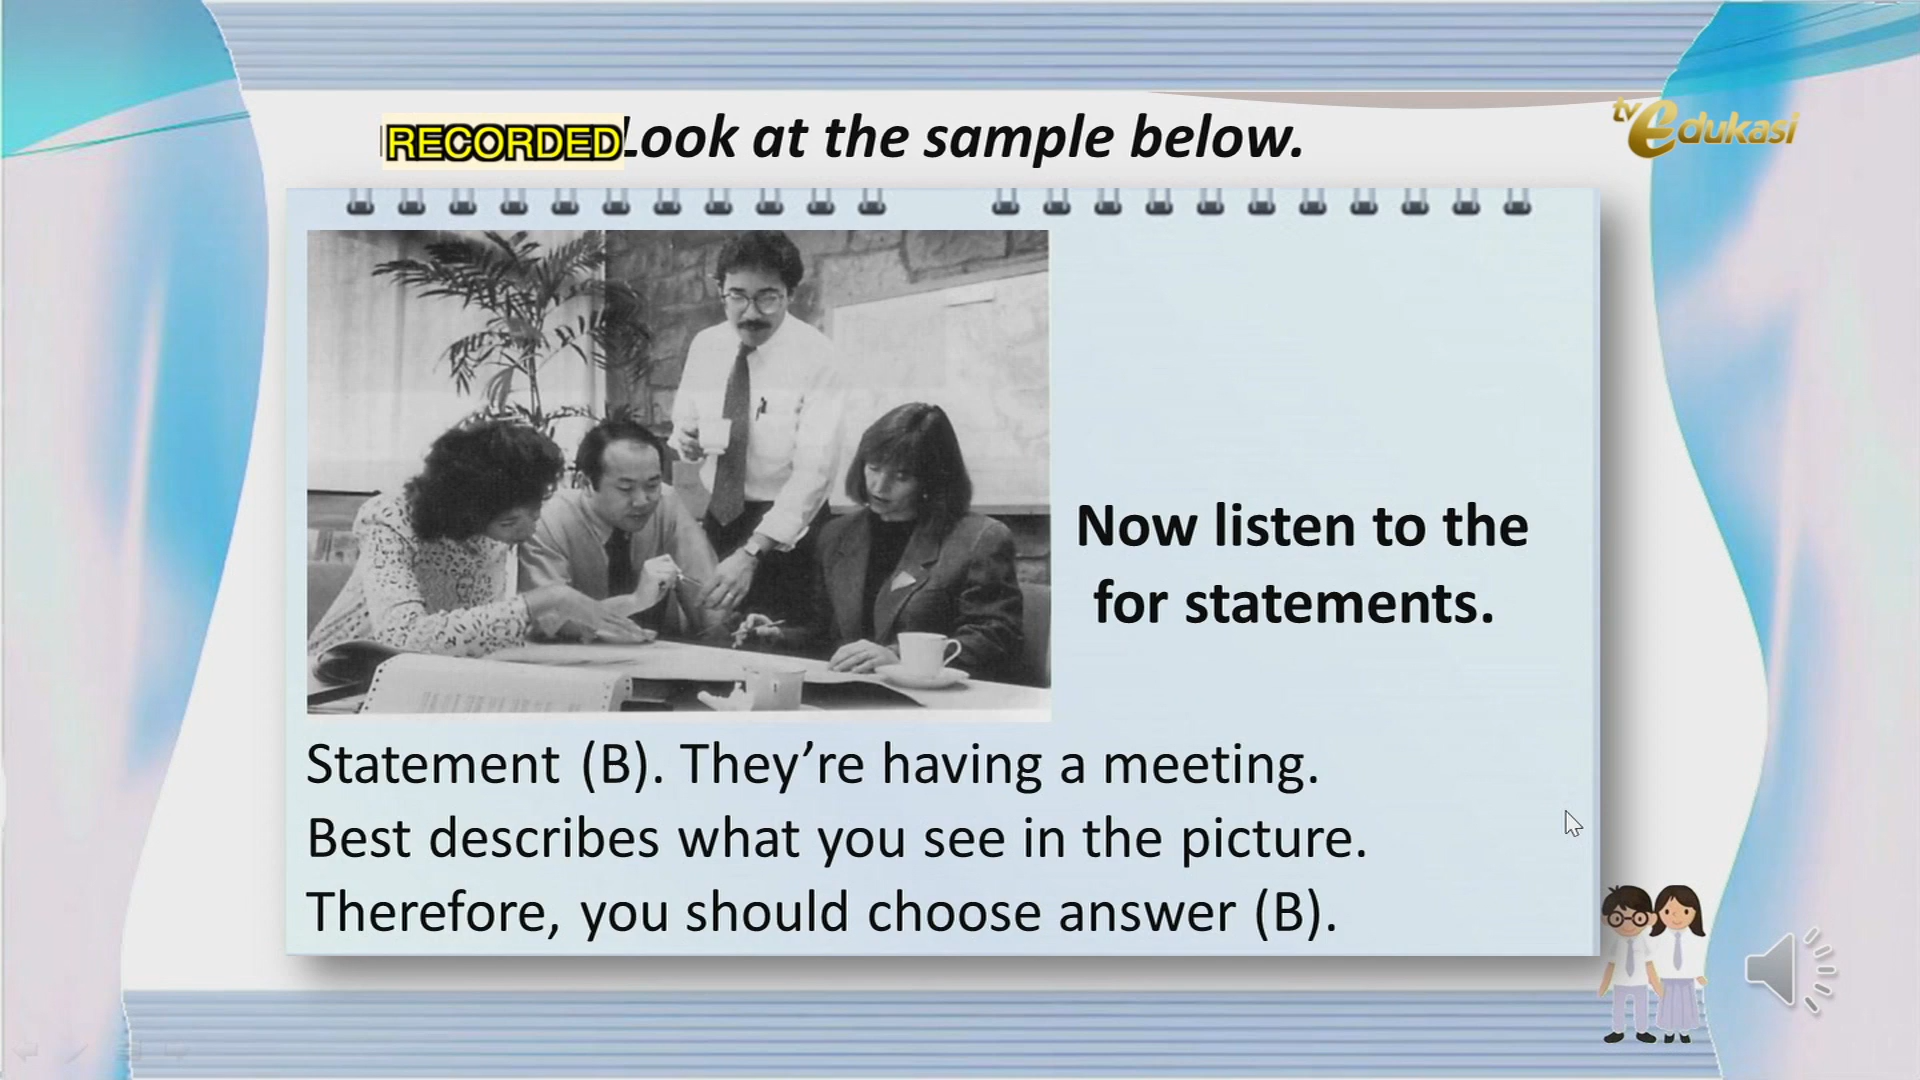 RECORDED Look at the sample below.
tv edukasi
Now listen to the
for statements.
Statement (B). They're having a meeting.
Best describes what you see in the picture.
Therefore, you should choose answer (B).